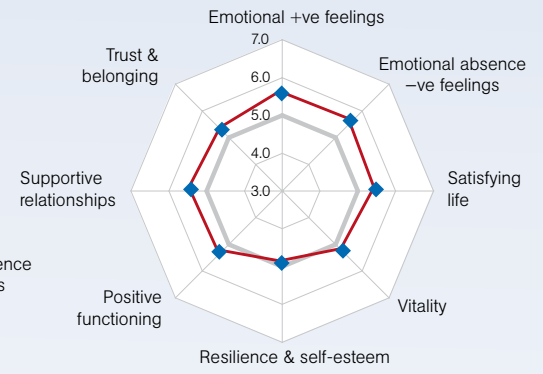 Emotional +ve feelings
7.0
Trust &
belonging
Emotional absence
–ve feelings
6.0
5.0
4.0
3.0
Supportive
relationships
Satisfying
life
Positive
functioning
Vitality
Resilience & self-esteem